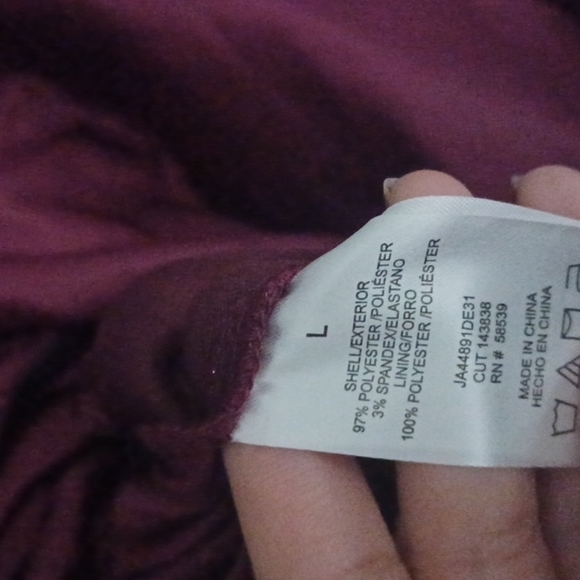 L
SHELL/EXTERIOR
97% POLYESTER /POLIÉSTER
3% SPANDEX/ELASTANO
LINING/FORRO
100% POLYESTER /POLIÉSTER
JA44891DE31
CUT 143838
RN # 58539
MADE IN CHINA
HECHO EN CHINA